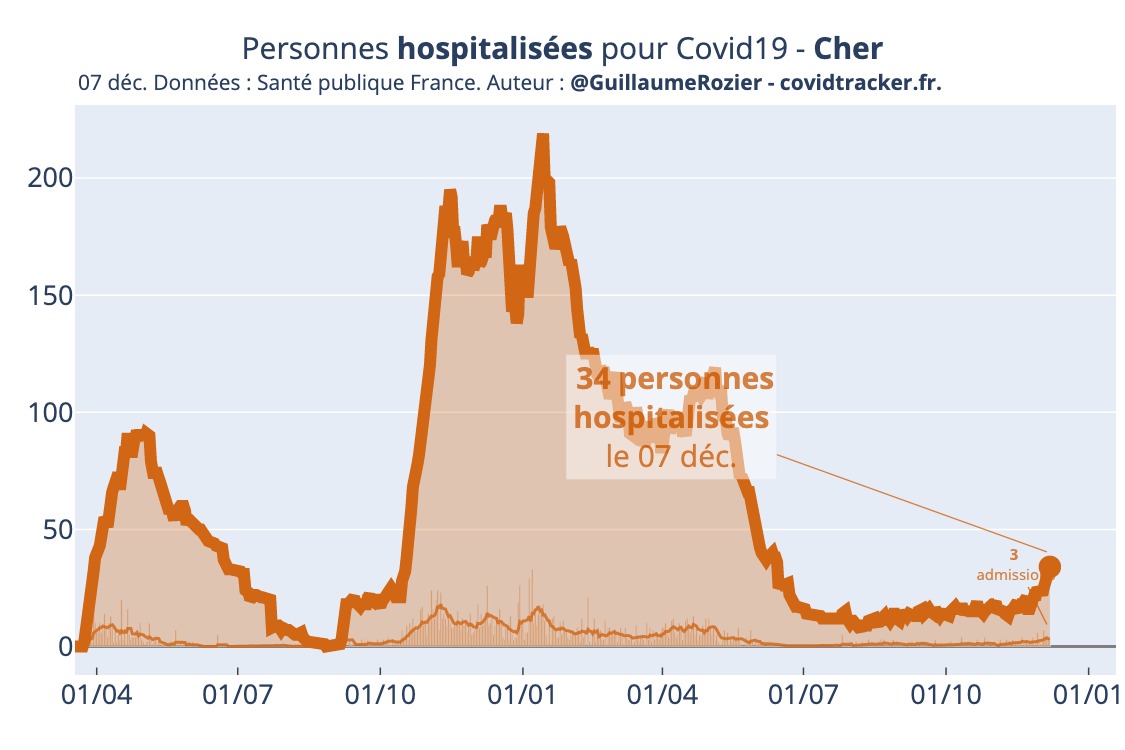 Personnes hospitalisées pour Covid19 - Cher
07 déc. Données : Santé publique France. Auteur : @GuillaumeRozier - covidtracker.fr.
200
150
100
50
0
34 personnes
hospitalisées
le 07 déc.
3
admissio
01/04 01/07 01/10 01/01 01/04 01/07 01/10 01/01